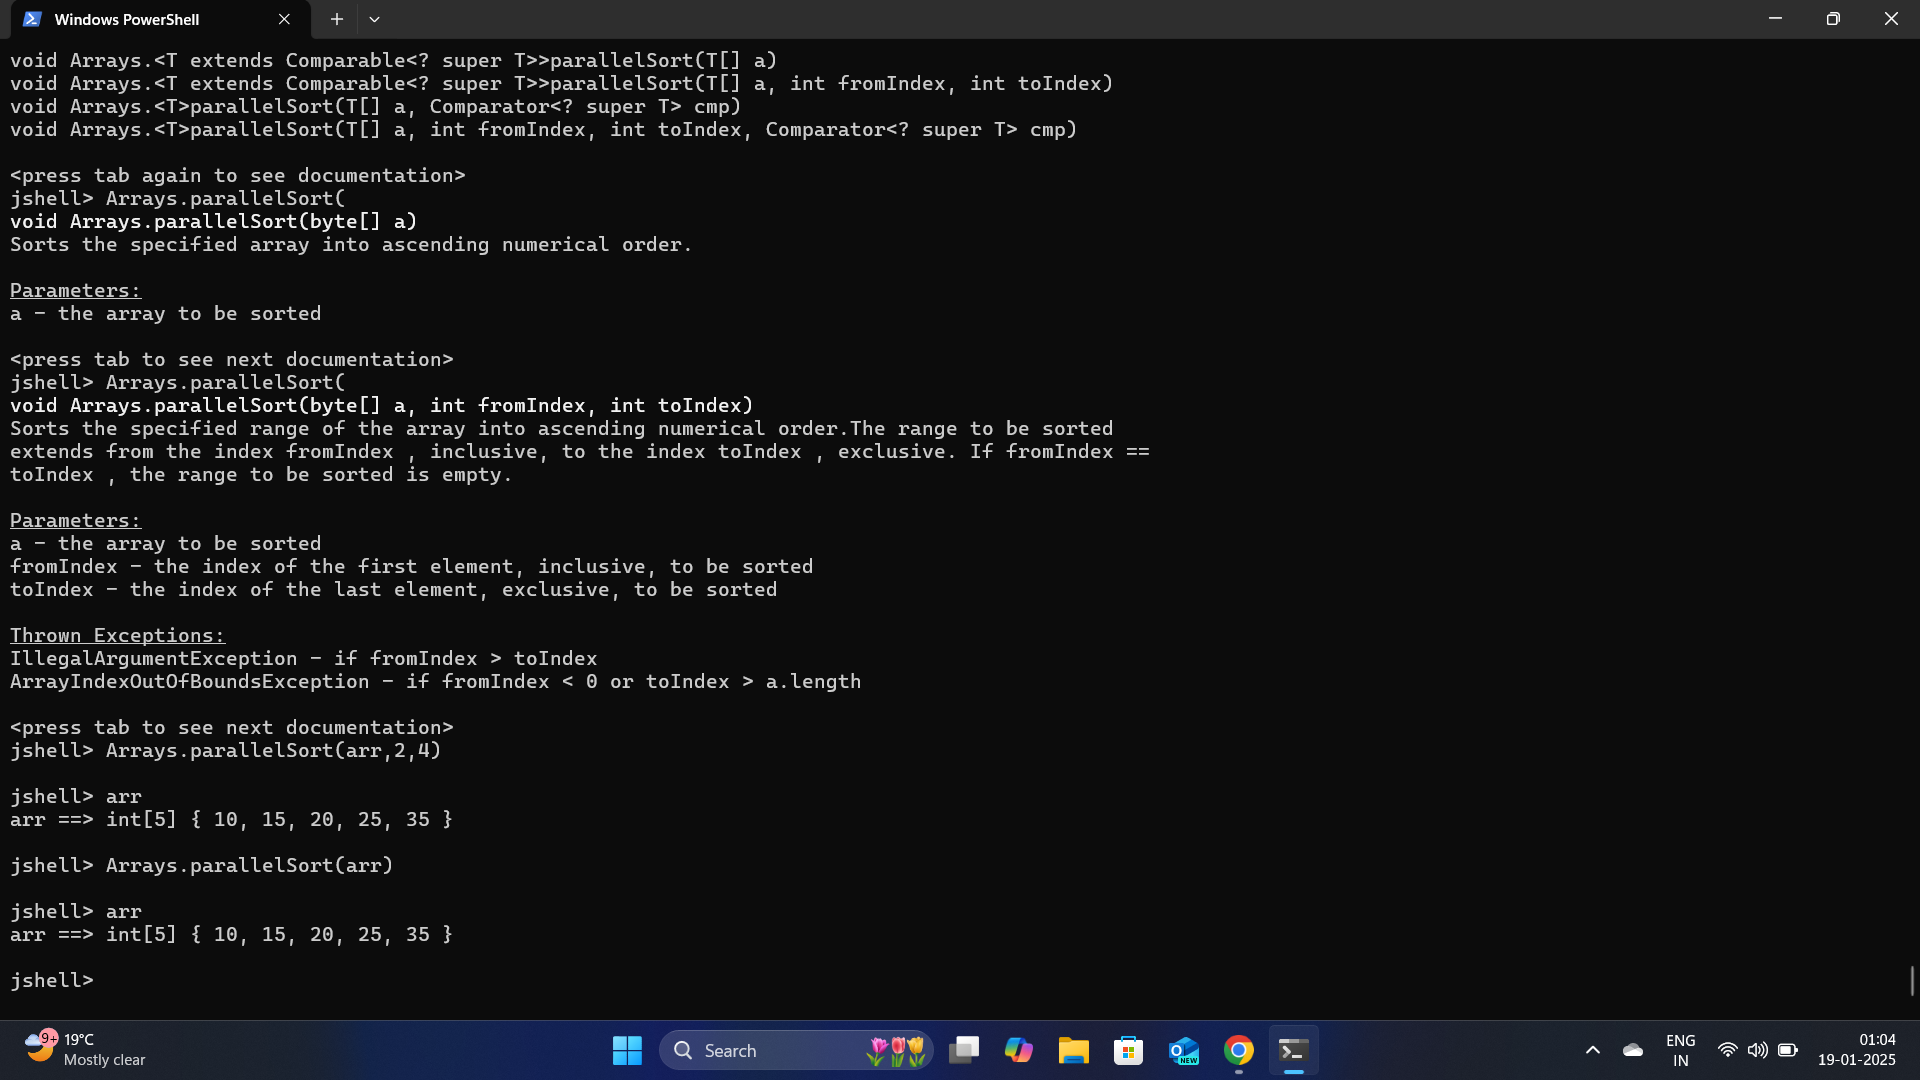 Windows PowerShell
void Arrays.<T extends Comparable<? super T>>parallelSort(T[] a)
void Arrays.<T extends Comparable<? super T>>parallelSort(T[] a, int fromIndex, int toIndex)
void Arrays.<T>parallelSort(T[] a, Comparator<? super T> cmp)
void Arrays.<T>parallelSort(T[] a, int fromIndex, int toIndex, Comparator<? super T> cmp)
<press tab again to see documentation>
jshell> Arrays.parallelSort(
void Arrays.parallelSort(byte[] a)
Sorts the specified array into ascending numerical order.
Parameters:
a - the array to be sorted
<press tab to see next documentation>
jshell> Arrays.parallelSort(
void Arrays.parallelSort(byte[] a, int fromIndex, int toIndex)
Sorts the specified range of the array into ascending numerical order.The range to be sorted
extends from the index fromIndex , inclusive, to the index toIndex , exclusive. If fromIndex ==
toIndex , the range to be sorted is empty.
Parameters:
a - the array to be sorted
fromIndex - the index of the first element, inclusive, to be sorted
toIndex - the index of the last element, exclusive, to be sorted
Thrown Exceptions:
IllegalArgumentException - if fromIndex > toIndex
ArrayIndexOutOfBoundsException - if fromIndex < 0 or toIndex > a.length
<press tab to see next documentation>
jshell> Arrays.parallelSort(arr,2,4)
jshell> arr
arr ==> int[5] { 10, 15, 20, 25, 35 }
jshell> Arrays.parallelSort(arr)
jshell> arr
arr ==> int[5] { 10, 15, 20, 25, 35 }
jshell>
9+
19°C
Mostly clear
Search
NEW
ENG
IN
01:04
19-01-2025